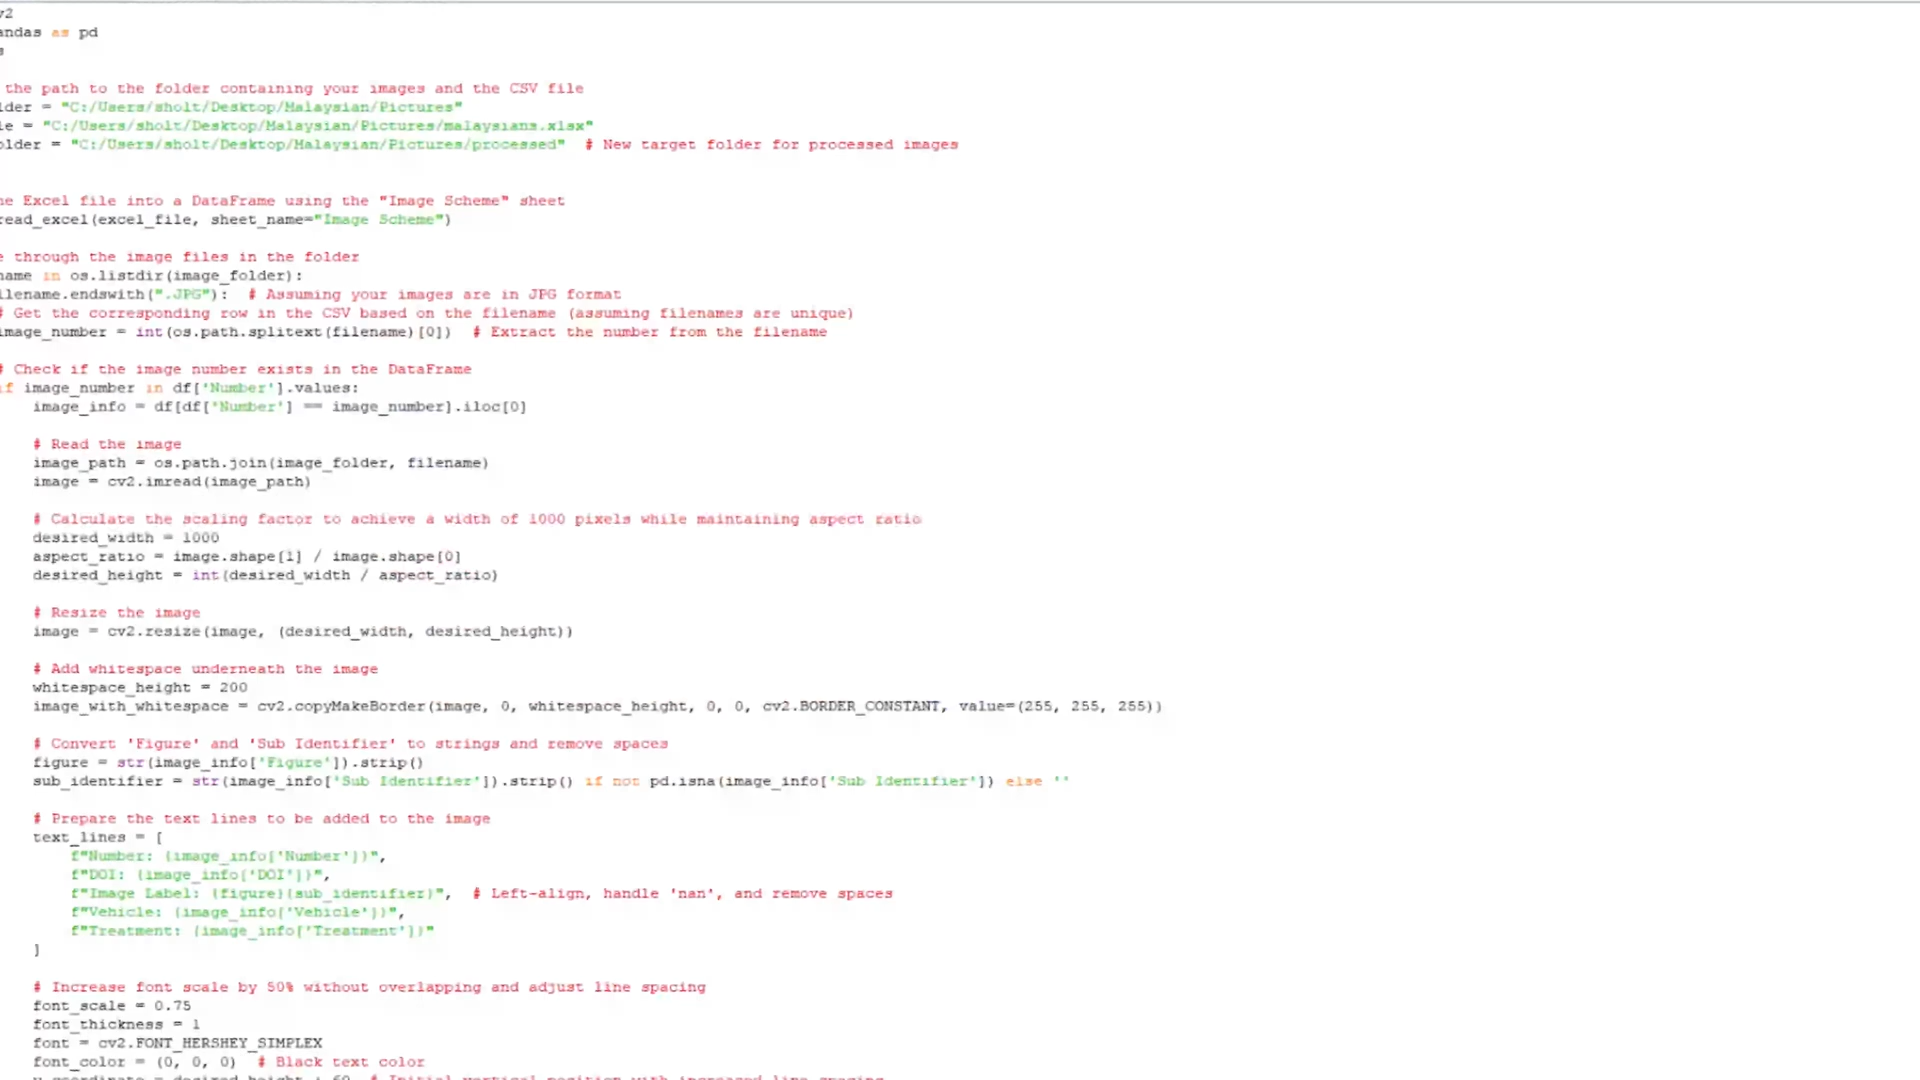 v2
andas as pd
s
the path to the folder containing your images and the CSV file
lder = "C:/Users/sholt/Desktop/Malaysian/Pictures"
le = "C:/Users/sholt/Desktop/Malaysian/Pictures/malaysians.xlsx"
older = "C:/Users/sholt/Desktop/Malaysian/Pictures/processed"  # New target folder for processed images
he Excel file into a DataFrame using the "Image Scheme" sheet
read_excel(excel_file, sheet_name="Image Scheme")
e through the image files in the folder
name in os.listdir(image_folder):
ilename.endswith(".JPG"):  # Assuming your images are in JPG format
# Get the corresponding row in the CSV based on the filename (assuming filenames are unique)
image_number = int(os.path.splitext(filename)[0])  # Extract the number from the filename
# Check if the image number exists in the DataFrame
if image_number in df['Number'].values:
image_info = df[df['Number'] == image_number].iloc[0]
# Read the image
image_path = os.path.join(image_folder, filename)
image = cv2.imread(image_path)
# Calculate the scaling factor to achieve a width of 1000 pixels while maintaining aspect ratio
desired_width = 1000
aspect_ratio = image.shape[1] / image.shape[0]
desired_height = int(desired_width / aspect_ratio)
# Resize the image
image = cv2.resize(image, (desired_width, desired_height))
# Add whitespace underneath the image
whitespace_height = 200
image_with_whitespace = cv2.copyMakeBorder(image, 0, whitespace_height, 0, 0, cv2.BORDER_CONSTANT, value=(255, 255, 255))
# Convert 'Figure' and 'Sub Identifier' to strings and remove spaces
figure = str(image_info['Figure']).strip()
sub_identifier = str(image_info['Sub Identifier']).strip() if not pd.isna(image_info['Sub Identifier']) else ''
# Prepare the text lines to be added to the image
text_lines = [
f"Number: {image_info['Number']}",
f"DOI: {image_info['DOI']}",
f"Image Label: {figure}{sub_identifier}",  # Left-align, handle 'nan', and remove spaces
f"Vehicle: {image_info['Vehicle']}",
f"Treatment: {image_info['Treatment']}"
]
# Increase font scale by 50% without overlapping and adjust line spacing
font_scale = 0.75
font_thickness = 1
font = cv2.FONT_HERSHEY_SIMPLEX
font_color = (0, 0, 0)  # Black text color
y_coordinate = desired_height + 60  # Initial vertical position with increased line spacing